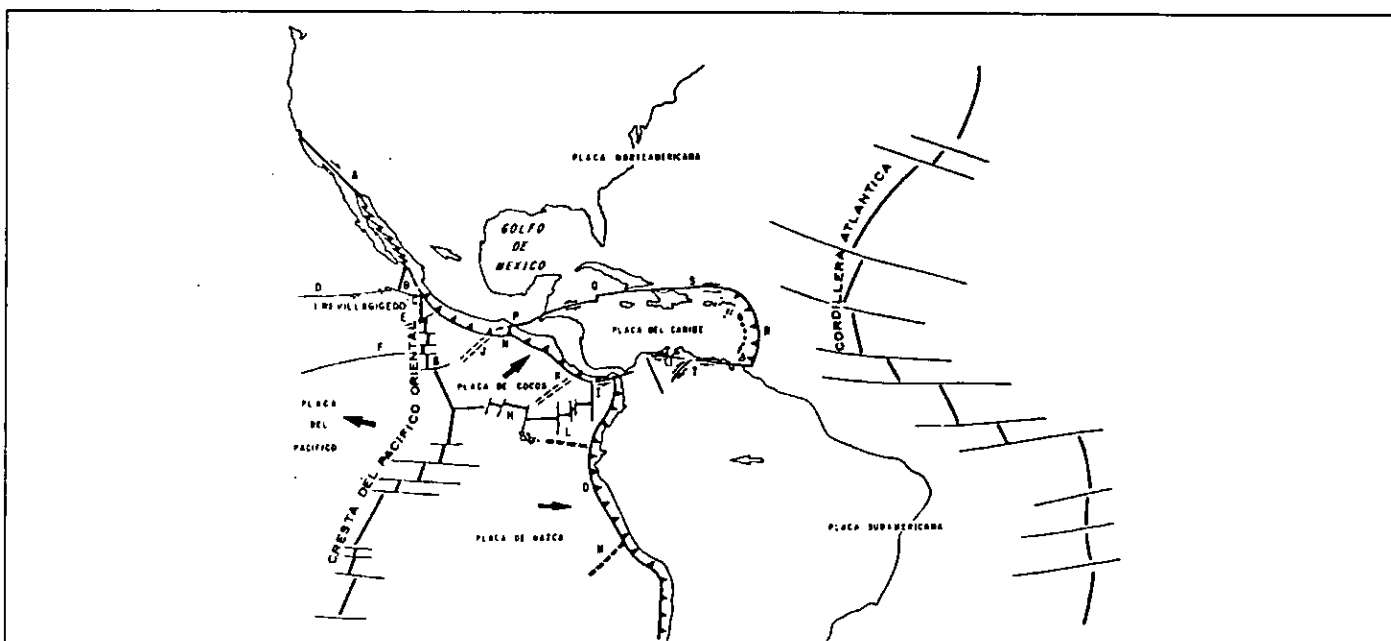 PLACA NORTEAMERICANA
A
GOLFO
DE
MEXICO
CORDILLERA ATLANTICA
D
B
Q
S
I REVILLAGIGEDO
C
P
E
PLACA DEL CARIBE
R
F
J
N
T
PLACA DE COCOS
K
I
PLACA
DEL
PACIFICO
CRESTA DEL PACIFICO ORIENTAL
H
L
O
PLACA SUDAMERICANA
PLACA DE NAZCA
M